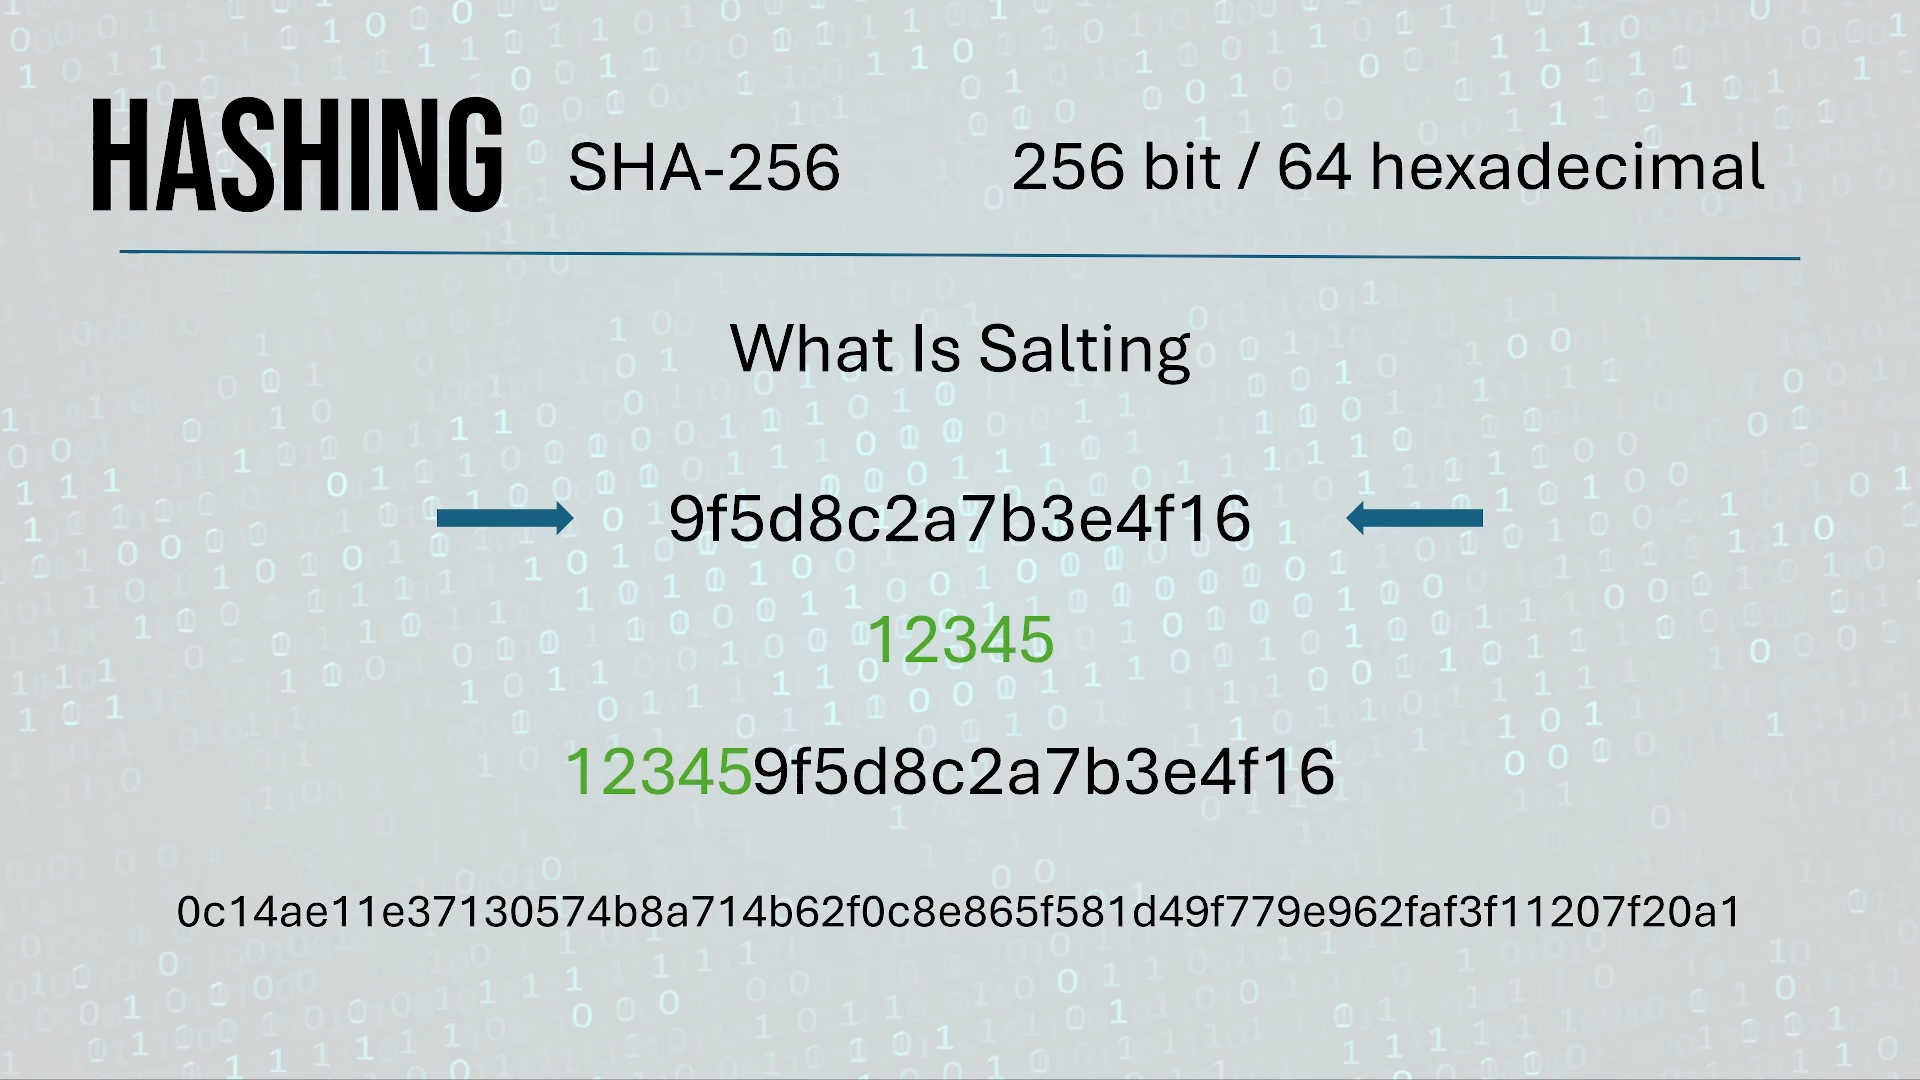 HASHING SHA-256 256 bit / 64 hexadecimal
What Is Salting
9f5d8c2a7b3e4f16
12345
123459f5d8c2a7b3e4f16
0c14ae11e37130574b8a714b62f0c8e865f581d49f779e962faf3f11207f20a1